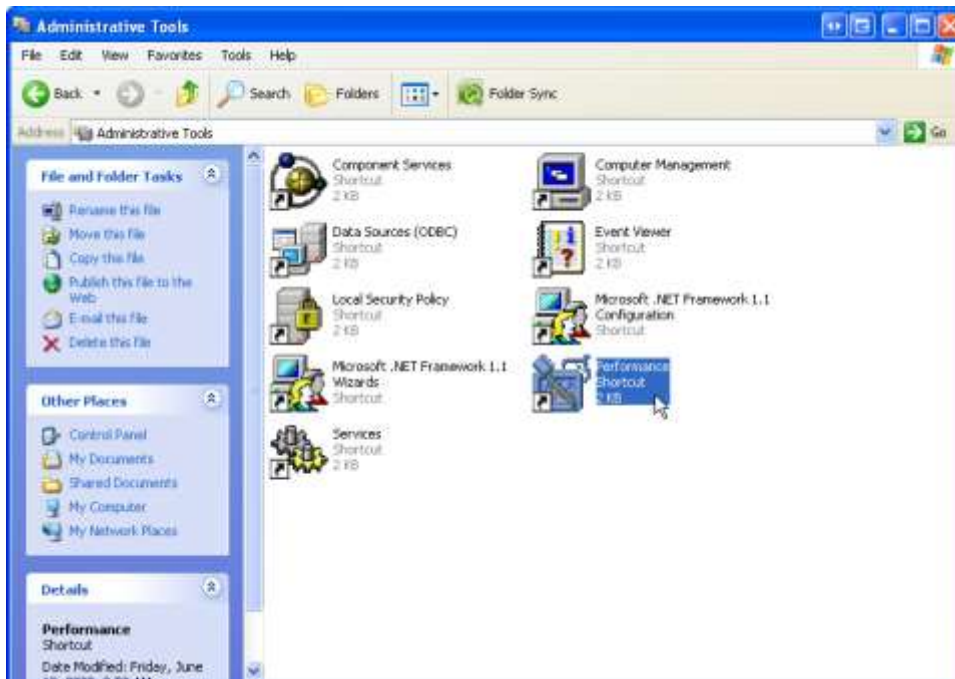 Administrative Tools
File Edit View Favorites Tools Help
Back Search Folders Folder Sync
Address Administrative Tools Go
File and Folder Tasks
Rename this file
Move this file
Copy this file
Publish this file to the
Web
E-mail this file
Delete this file
Other Places
Control Panel
My Documents
Shared Documents
My Computer
My Network Places
Details
Performance
Shortcut
Date Modified: Friday, June
Component Services
Shortcut
2 KB
Computer Management
Shortcut
2 KB
Data Sources (ODBC)
Shortcut
2 KB
Event Viewer
Shortcut
2 KB
Local Security Policy
Shortcut
2 KB
Microsoft .NET Framework 1.1
Configuration
Shortcut
Microsoft .NET Framework 1.1
Wizards
Shortcut
Performance
Shortcut
2 KB
Services
Shortcut
2 KB